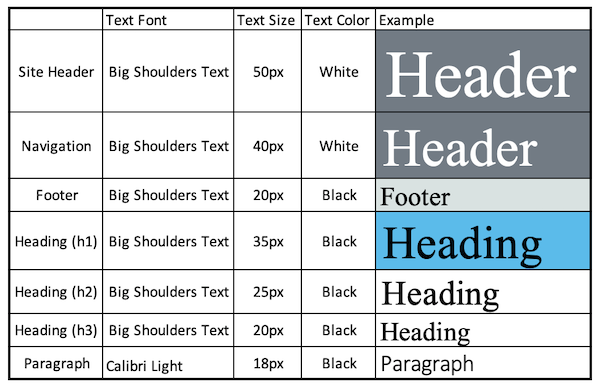 Text Font Text Size Text Color Example
Site Header Big Shoulders Text 50px White Header
Navigation Big Shoulders Text 40px White Header
Footer Big Shoulders Text 20px Black Footer
Heading (h1) Big Shoulders Text 35px Black Heading
Heading (h2) Big Shoulders Text 25px Black Heading
Heading (h3) Big Shoulders Text 20px Black Heading
Paragraph Calibri Light 18px Black Paragraph